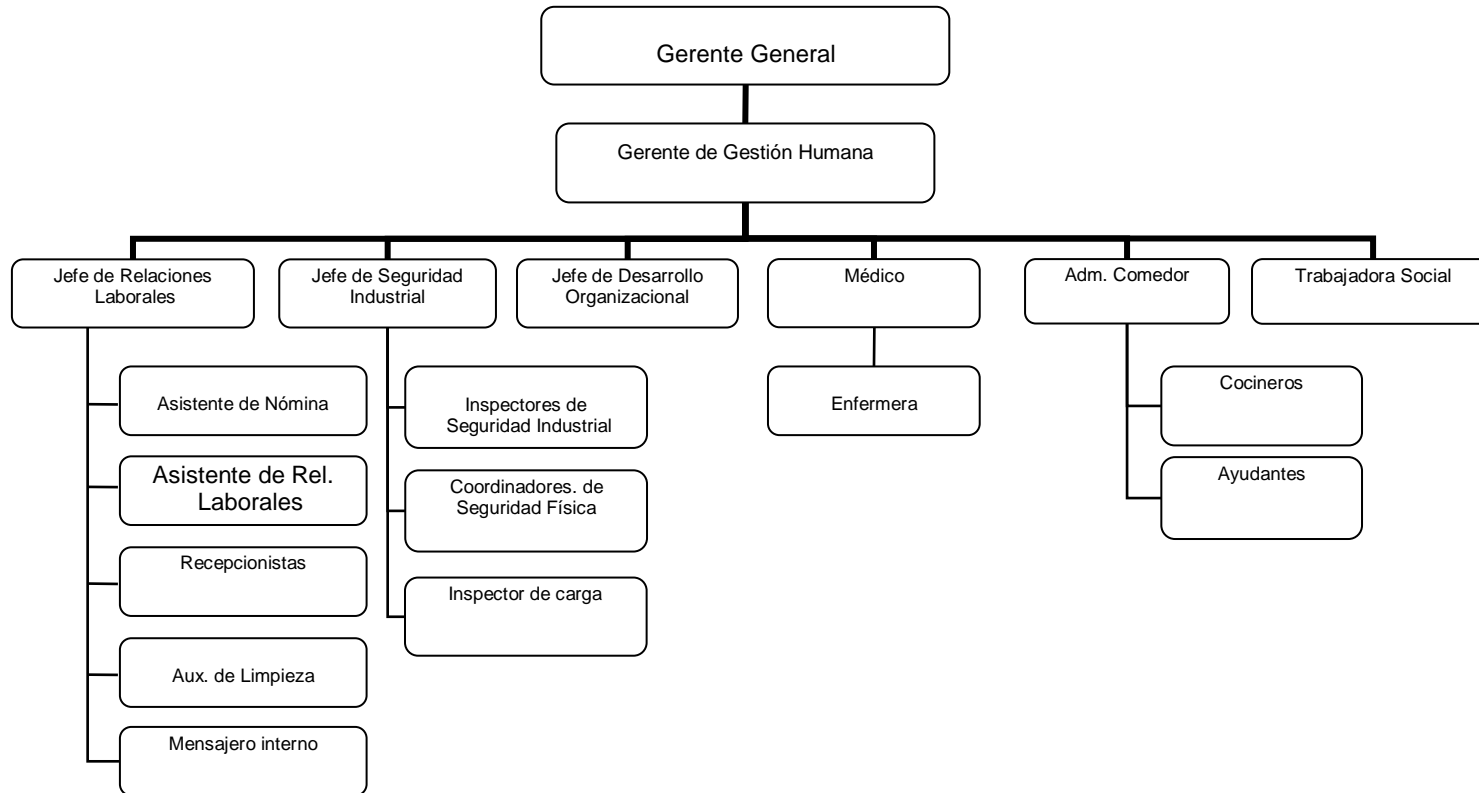 Gerente General
Gerente de Gestión Humana
Jefe de Relaciones
Laborales
Jefe de Seguridad
Industrial
Jefe de Desarrollo
Organizacional
Médico
Adm. Comedor
Trabajadora Social
Asistente de Nómina
Asistente de Rel.
Laborales
Recepcionistas
Aux. de Limpieza
Mensajero interno
Inspectores de
Seguridad Industrial
Coordinadores. de
Seguridad Física
Inspector de carga
Enfermera
Cocineros
Ayudantes